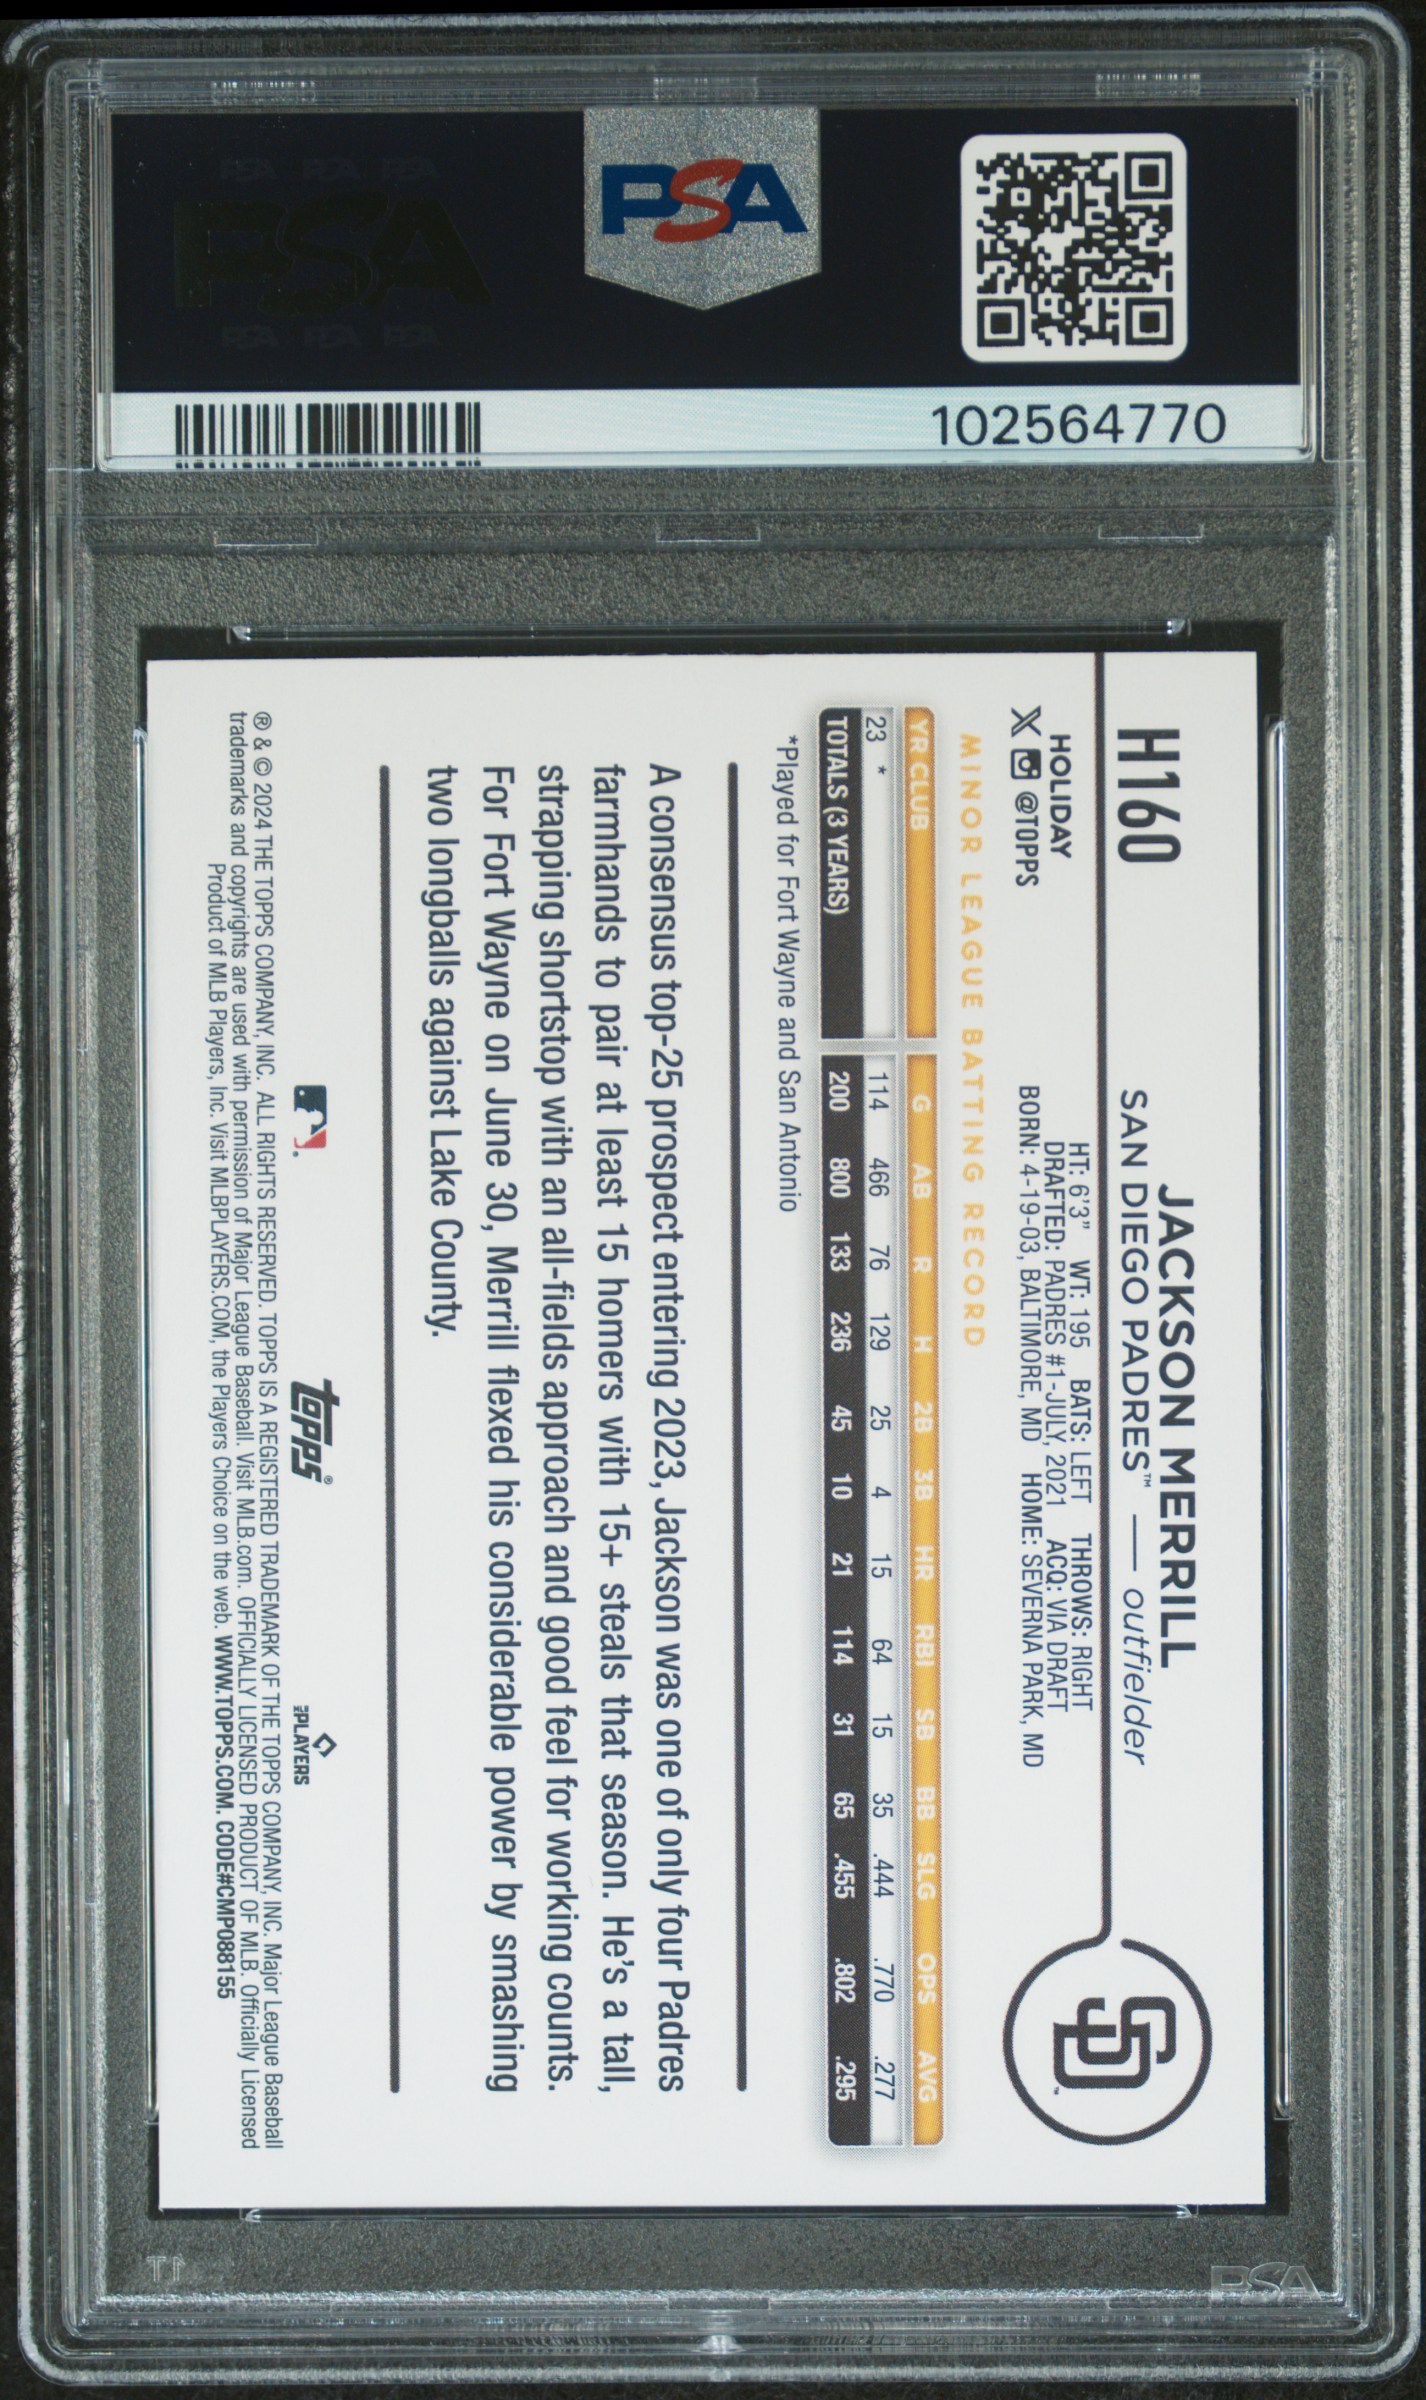 PSA
PSA PSA PSA
PSA
PSA PSA PSA
102564770
H160
JACKSON MERRILL
SAN DIEGO PADRES™ — outfielder
HOLIDAY
@TOPPS
HT: 6'3" WT: 195 BATS: LEFT THROWS: RIGHT
DRAFTED: PADRES #1-JULY, 2021 ACQ: VIA DRAFT
BORN: 4-19-03, BALTIMORE, MD HOME: SEVERNA PARK, MD
SD™
MINOR LEAGUE BATTING RECORD
YR CLUB G AB R H 2B 3B HR RBI SB BB SLG OPS AVG
23 * 114 466 76 129 25 4 15 64 15 35 .444 .770 .277
TOTALS (3 YEARS) 200 800 133 236 45 10 21 114 31 65 .455 .802 .295
*Played for Fort Wayne and San Antonio
A consensus top-25 prospect entering 2023, Jackson was one of only four Padres
farmhands to pair at least 15 homers with 15+ steals that season. He's a tall,
strapping shortstop with an all-fields approach and good feel for working counts.
For Fort Wayne on June 30, Merrill flexed his considerable power by smashing
two longballs against Lake County.
topps®
PLAYERS
® & © 2024 THE TOPPS COMPANY, INC. ALL RIGHTS RESERVED. TOPPS IS A REGISTERED TRADEMARK OF THE TOPPS COMPANY, INC. Major League Baseball
trademarks and copyrights are used with permission of Major League Baseball. Visit MLB.com. OFFICIALLY LICENSED PRODUCT OF MLB. Officially Licensed
Product of MLB Players, Inc. Visit MLBPLAYERS.COM, the Players Choice on the web. WWW.TOPPS.COM. CODE#CMP088155
PSA